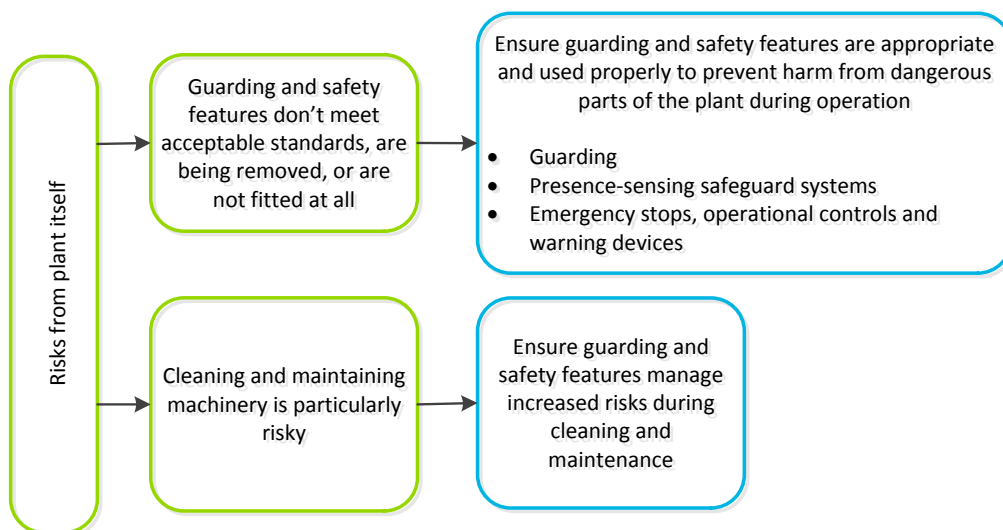 Risks from plant itself
Guarding and safety
features don’t meet
acceptable standards, are
being removed, or are
not fitted at all
Ensure guarding and safety features are appropriate
and used properly to prevent harm from dangerous
parts of the plant during operation
• Guarding
• Presence-sensing safeguard systems
• Emergency stops, operational controls and
warning devices
Cleaning and maintaining
machinery is particularly
risky
Ensure guarding and
safety features manage
increased risks during
cleaning and
maintenance